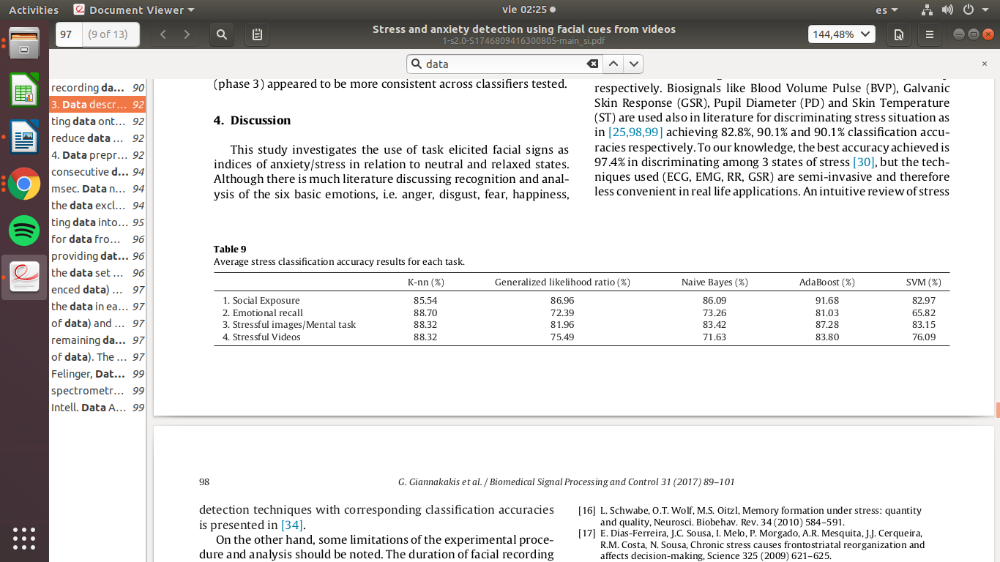 Activities
Document Viewer
vie 02:25
es
97
(9 of 13)
Stress and anxiety detection using facial cues from videos
1-s2.0-S1746809416300805-main_si.pdf
144,48%
data
recording da... 90
3. Data descr... 92
ting data ont... 92
reduce data ... 92
4. Data prepr... 92
consecutive d... 94
msec. Data n... 94
the data excl... 94
ting data into... 95
for data fro... 96
providing dat... 96
the data set ... 96
enced data) ... 97
the data in ea... 97
of data) and ... 97
remaining da... 97
of data). The ... 97
Felinger, Dat... 99
spectrometr... 99
Intell. Data A... 99
(phase 3) appeared to be more consistent across classifiers tested.
4. Discussion
This study investigates the use of task elicited facial signs as
indices of anxiety/stress in relation to neutral and relaxed states.
Although there is much literature discussing recognition and anal-
ysis of the six basic emotions, i.e. anger, disgust, fear, happiness,
respectively. Biosignals like Blood Volume Pulse (BVP), Galvanic
Skin Response (GSR), Pupil Diameter (PD) and Skin Temperature
(ST) are used also in literature for discriminating stress situation as
in [25,98,99] achieving 82.8%, 90.1% and 90.1% classification accu-
racies respectively. To our knowledge, the best accuracy achieved is
97.4% in discriminating among 3 states of stress [30], but the tech-
niques used (ECG, EMG, RR, GSR) are semi-invasive and therefore
less convenient in real life applications. An intuitive review of stress
Table 9
Average stress classification accuracy results for each task.
K-nn (%) Generalized likelihood ratio (%) Naive Bayes (%) AdaBoost (%) SVM (%)
1. Social Exposure 85.54 86.96 86.09 91.68 82.97
2. Emotional recall 88.70 72.39 73.26 81.03 65.82
3. Stressful images/Mental task 88.32 81.96 83.42 87.28 83.15
4. Stressful Videos 88.32 75.49 71.63 83.80 76.09
98
G. Giannakakis et al. / Biomedical Signal Processing and Control 31 (2017) 89–101
detection techniques with corresponding classification accuracies
is presented in [34].
On the other hand, some limitations of the experimental proce-
dure and analysis should be noted. The duration of facial recording
[16] L. Schwabe, O.T. Wolf, M.S. Oitzl, Memory formation under stress: quantity
and quality, Neurosci. Biobehav. Rev. 34 (2010) 584–591.
[17] E. Dias-Ferreira, J.C. Sousa, I. Melo, P. Morgado, A.R. Mesquita, J.J. Cerqueira,
R.M. Costa, N. Sousa, Chronic stress causes frontostriatal reorganization and
affects decision-making, Science 325 (2009) 621–625.